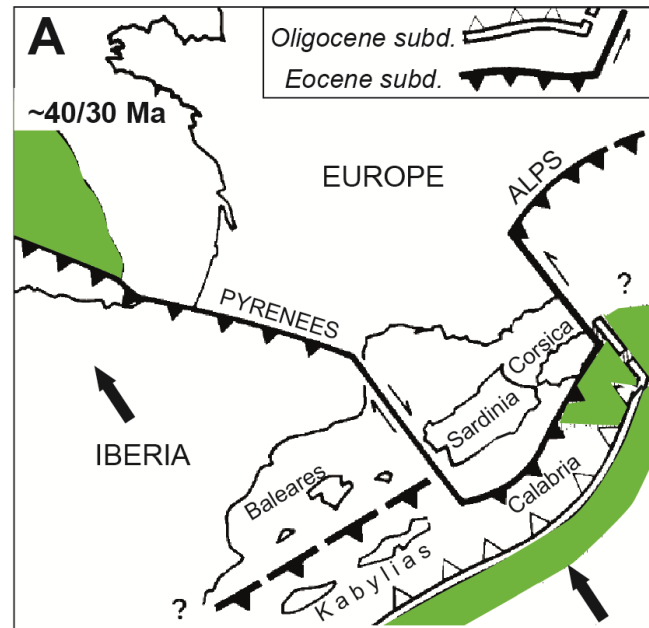 A
Oligocene subd.
Eocene subd.
~40/30 Ma
EUROPE
ALPS
?
PYRENEES
Corsica
Sardinia
IBERIA
Baleares
Calabria
Kabylias
?